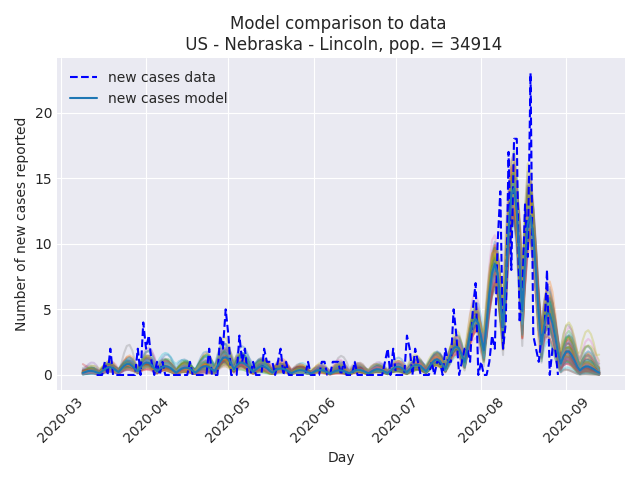 Model comparison to data
US - Nebraska - Lincoln, pop. = 34914
new cases data
new cases model
Number of new cases reported
20
15
10
5
0
2020-03
2020-04
2020-05
2020-06
2020-07
2020-08
2020-09
Day